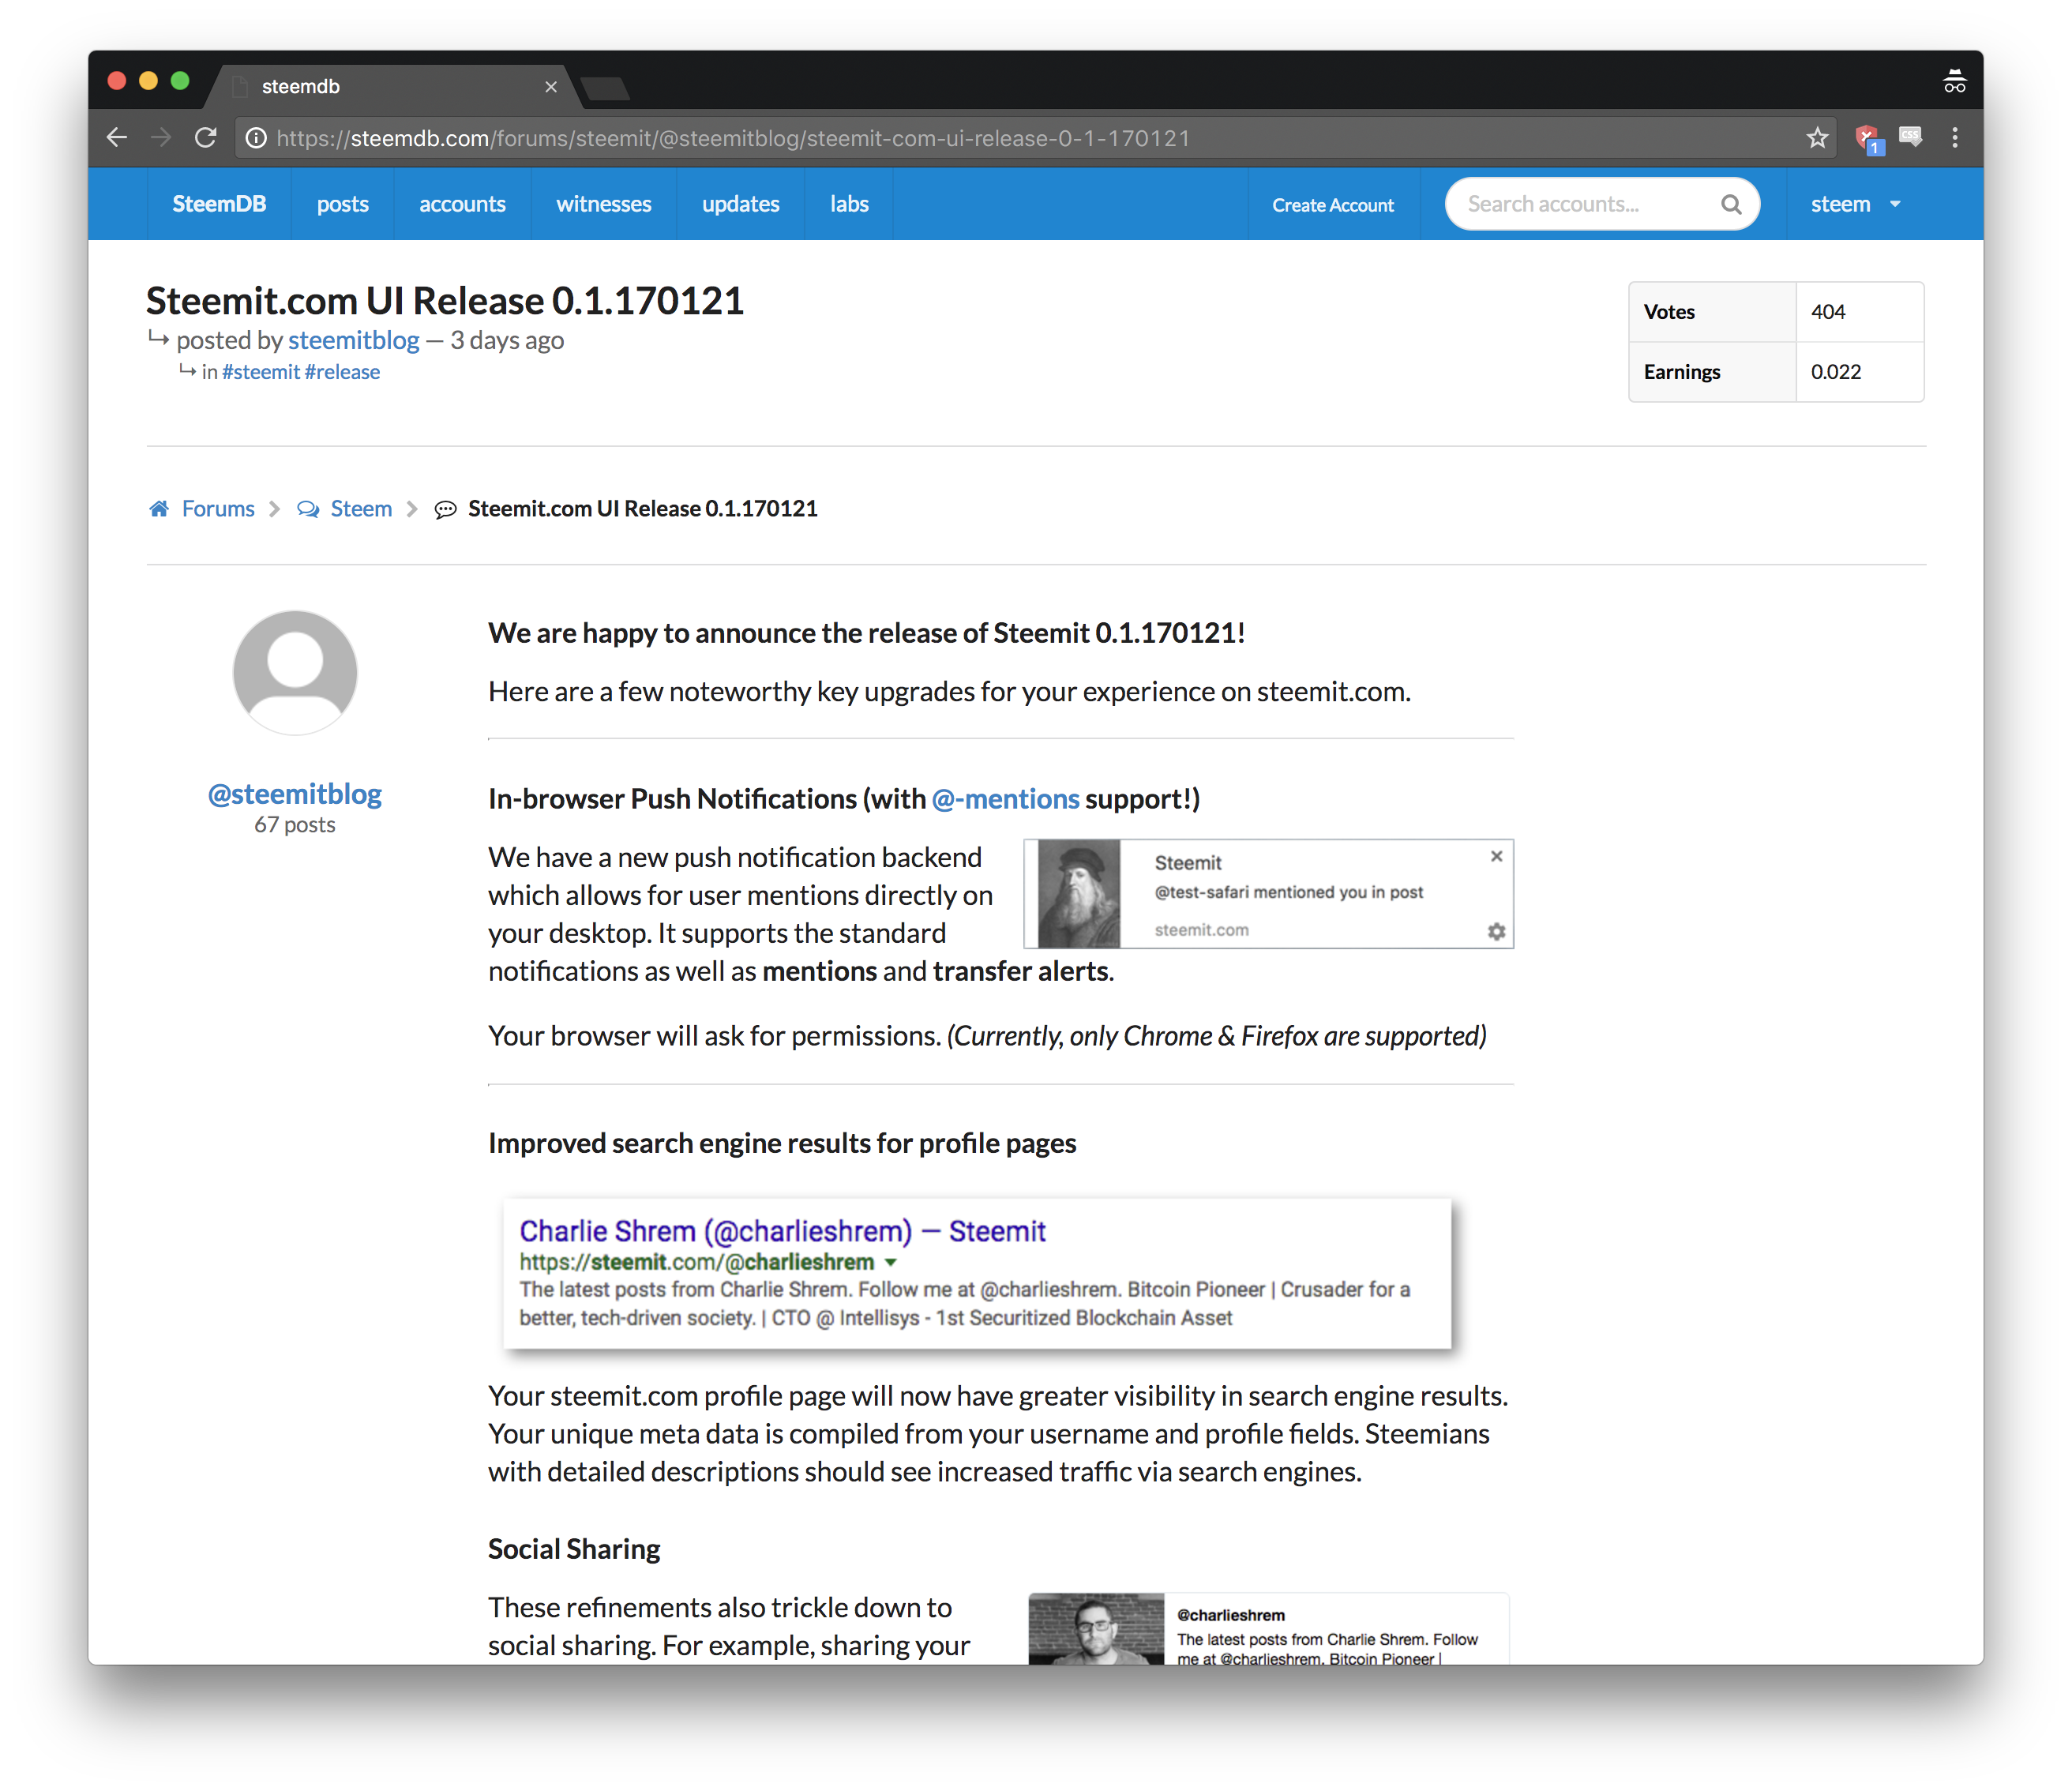 steemdb
https://steemdb.com/forums/steemit/@steemitblog/steemit-com-ui-release-0-1-170121
1
CSS
SteemDB posts accounts witnesses updates labs Create Account Search accounts... steem
Steemit.com UI Release 0.1.170121
posted by steemitblog — 3 days ago
in #steemit #release
Votes 404
Earnings 0.022
Forums Steem Steemit.com UI Release 0.1.170121
@steemitblog
67 posts
We are happy to announce the release of Steemit 0.1.170121!
Here are a few noteworthy key upgrades for your experience on steemit.com.
In-browser Push Notifications (with @-mentions support!)
We have a new push notification backend
which allows for user mentions directly on
your desktop. It supports the standard
notifications as well as mentions and transfer alerts.
Steemit
@test-safari mentioned you in post
steemit.com
Your browser will ask for permissions. (Currently, only Chrome & Firefox are supported)
Improved search engine results for profile pages
Charlie Shrem (@charlieshrem) — Steemit
https://steemit.com/@charlieshrem
The latest posts from Charlie Shrem. Follow me at @charlieshrem. Bitcoin Pioneer | Crusader for a
better, tech-driven society. | CTO @ Intellisys - 1st Securitized Blockchain Asset
Your steemit.com profile page will now have greater visibility in search engine results.
Your unique meta data is compiled from your username and profile fields. Steemians
with detailed descriptions should see increased traffic via search engines.
Social Sharing
These refinements also trickle down to
social sharing. For example, sharing your
@charlieshrem
The latest posts from Charlie Shrem. Follow
me at @charlieshrem. Bitcoin Pioneer |